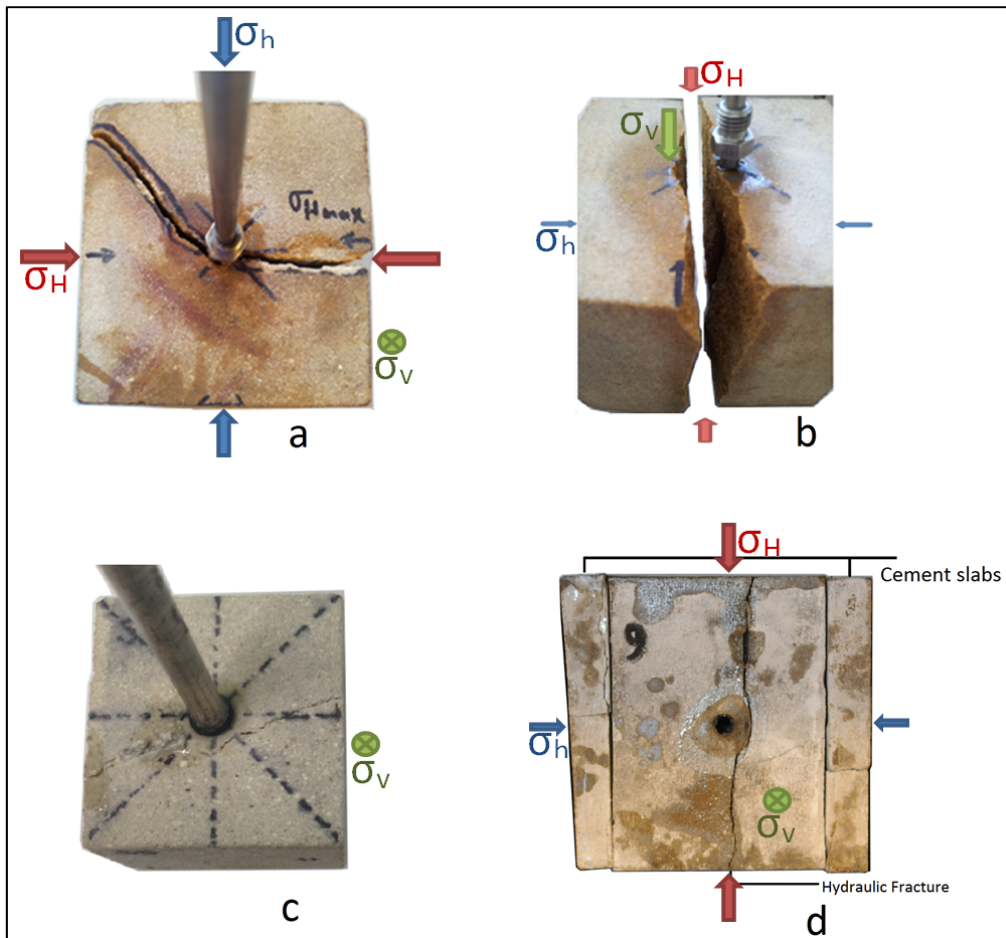 σh
σHmax
σH
σv
a
σH
σv
σh
b
σv
c
σH
Cement slabs
9
σh
σv
Hydraulic Fracture
d